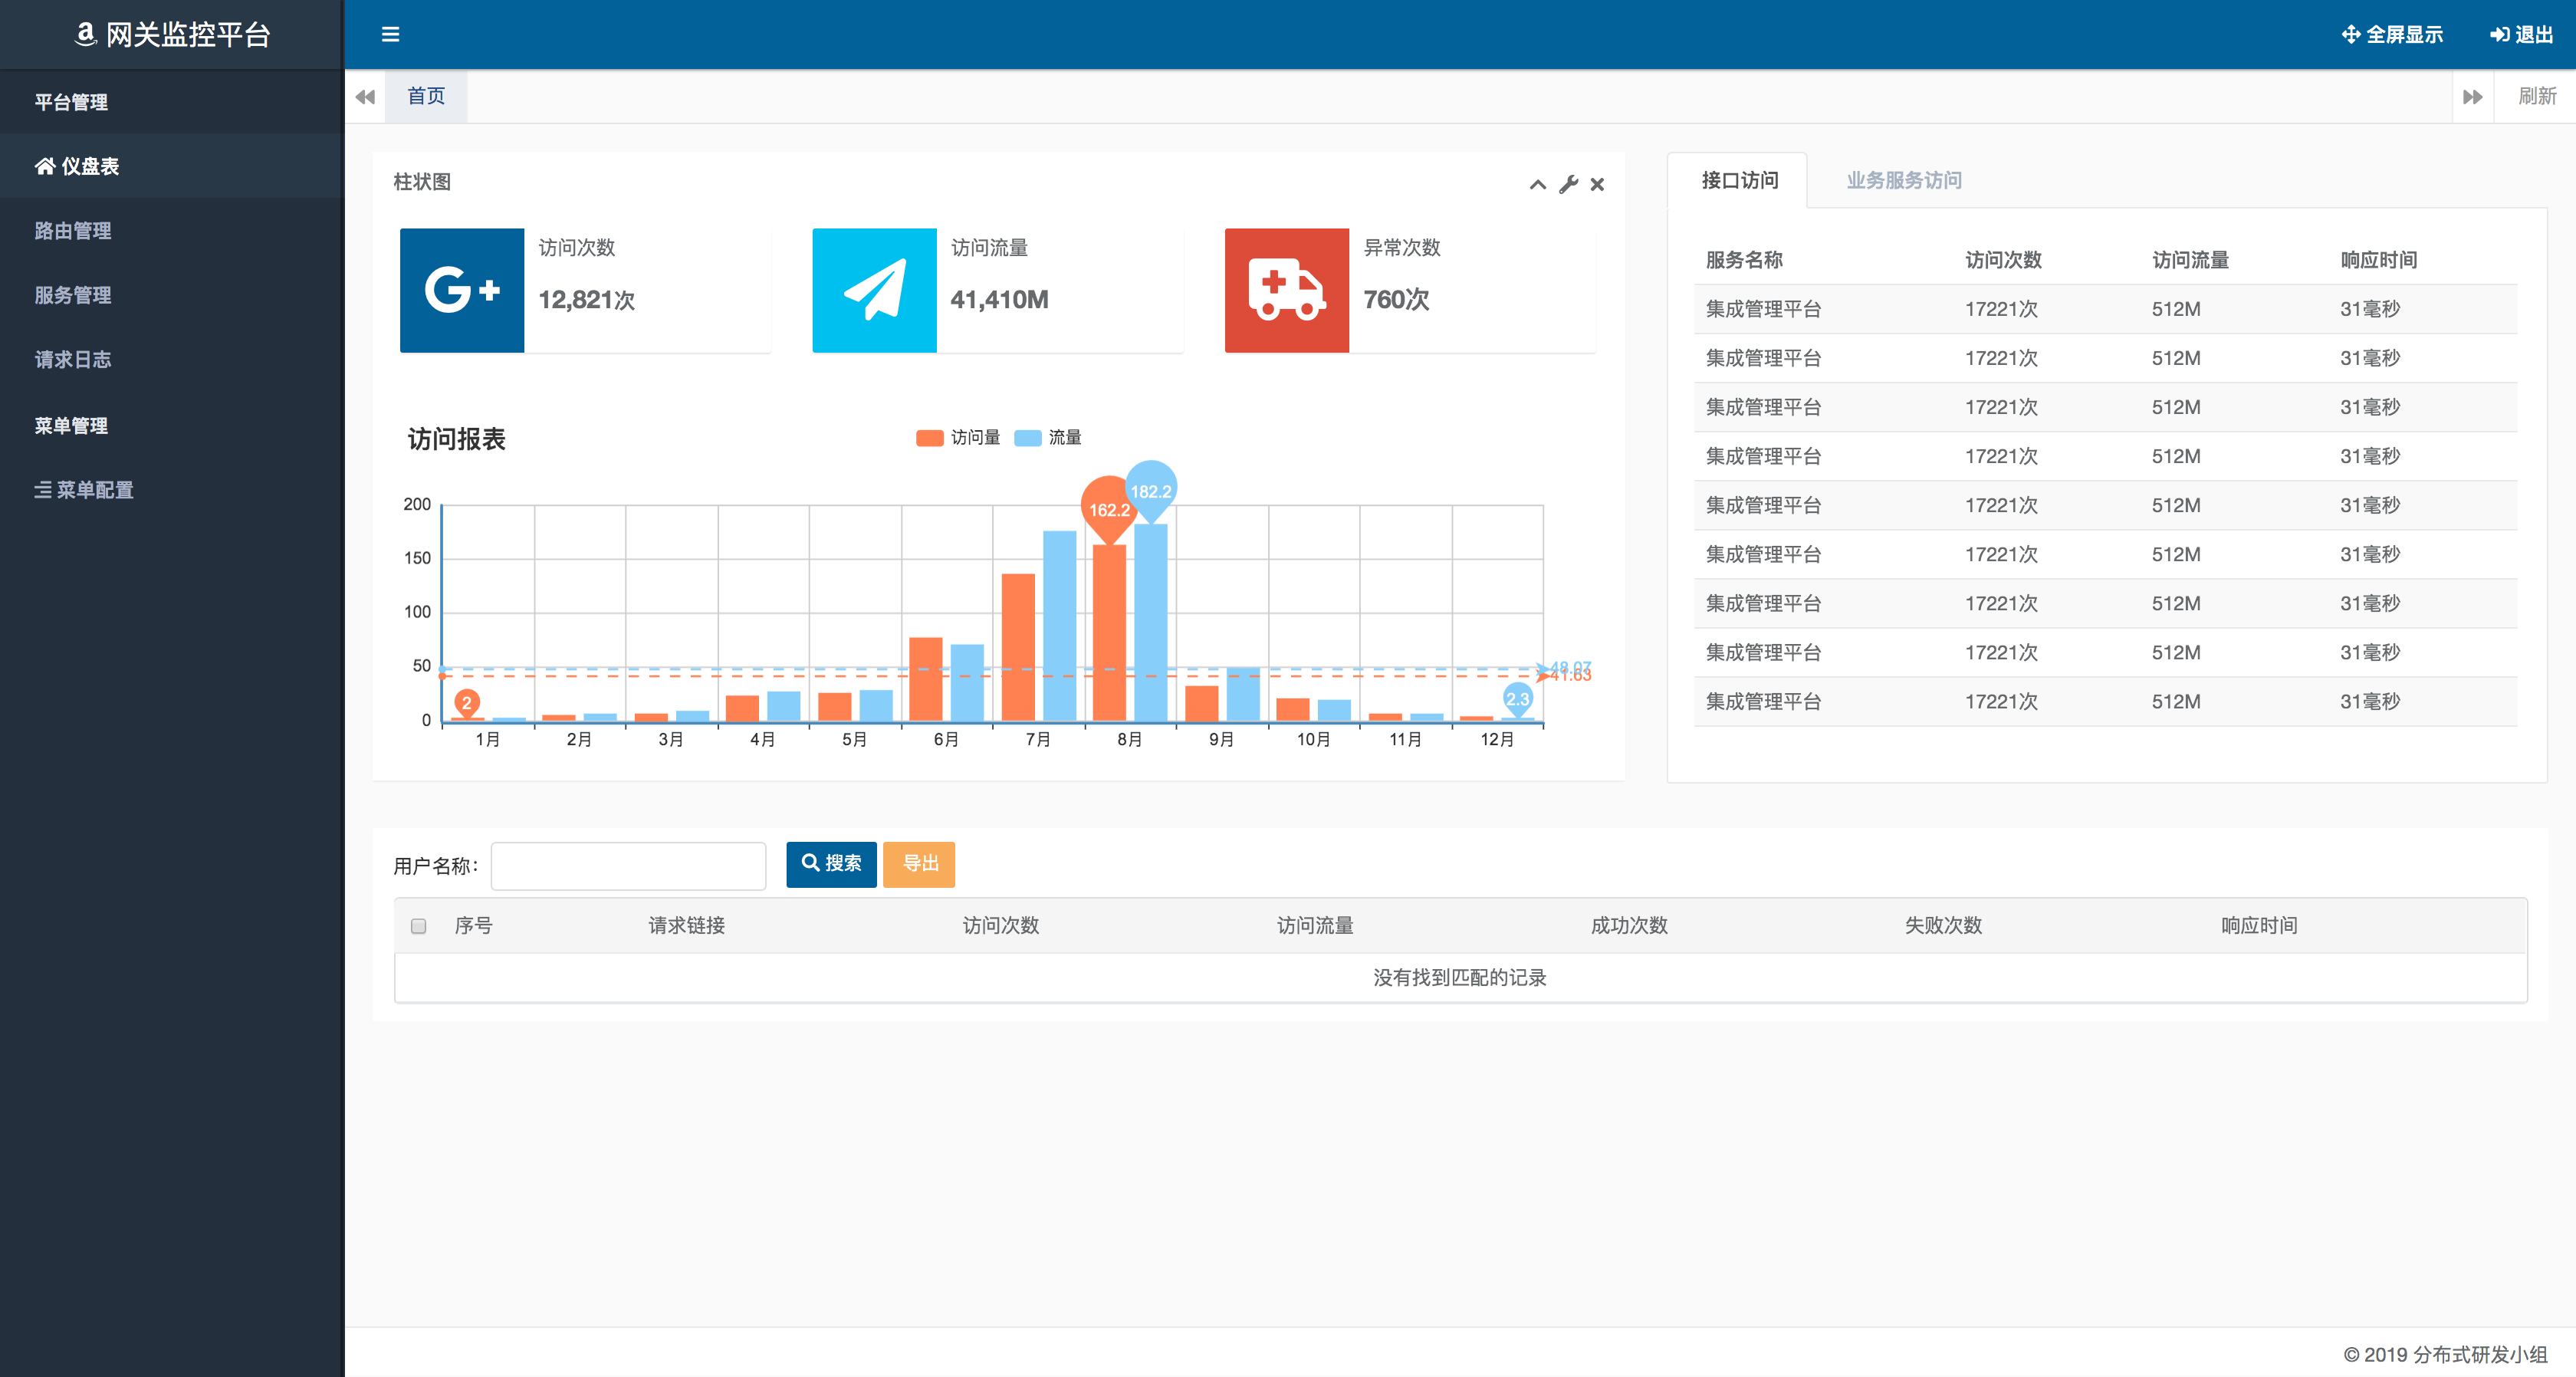 网关监控平台
全屏显示 退出
平台管理
仪盘表
路由管理
服务管理
请求日志
菜单管理
菜单配置
首页
刷新
柱状图
访问次数
12,821次
访问流量
41,410M
异常次数
760次
访问报表
访问量 流量
200
150
100
50
0
162.2
182.2
48.07
41.63
2
2.3
1月 2月 3月 4月 5月 6月 7月 8月 9月 10月 11月 12月
接口访问 业务服务访问
服务名称 访问次数 访问流量 响应时间
集成管理平台 17221次 512M 31毫秒
集成管理平台 17221次 512M 31毫秒
集成管理平台 17221次 512M 31毫秒
集成管理平台 17221次 512M 31毫秒
集成管理平台 17221次 512M 31毫秒
集成管理平台 17221次 512M 31毫秒
集成管理平台 17221次 512M 31毫秒
集成管理平台 17221次 512M 31毫秒
集成管理平台 17221次 512M 31毫秒
用户名称： 搜索 导出
序号 请求链接 访问次数 访问流量 成功次数 失败次数 响应时间
没有找到匹配的记录
© 2019 分布式研发小组